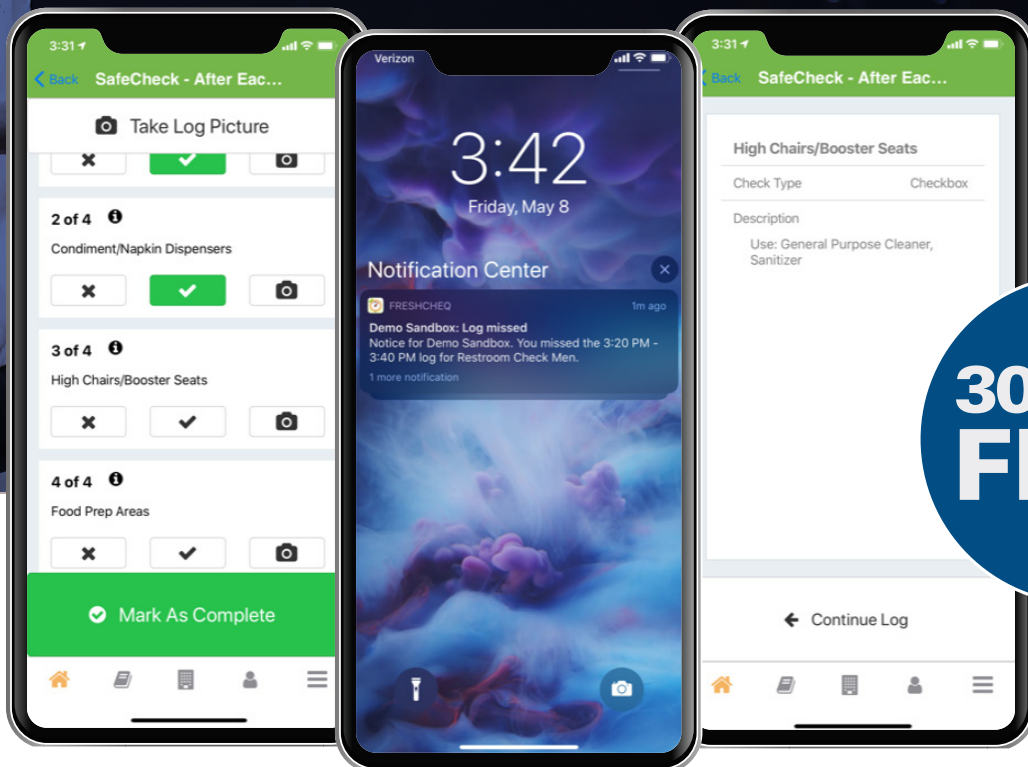 3:31
Back SafeCheck - After Eac...
Take Log Picture
2 of 4
Condiment/Napkin Dispensers
3 of 4
High Chairs/Booster Seats
4 of 4
Food Prep Areas
Mark As Complete
Verizon
3:42
Friday, May 8
Notification Center
FRESHCHEQ 1m ago
Demo Sandbox: Log missed
Notice for Demo Sandbox. You missed the 3:20 PM -
3:40 PM log for Restroom Check Men.
1 more notification
3:31
Back SafeCheck - After Eac...
High Chairs/Booster Seats
Check Type Checkbox
Description
Use: General Purpose Cleaner,
Sanitizer
Continue Log
30